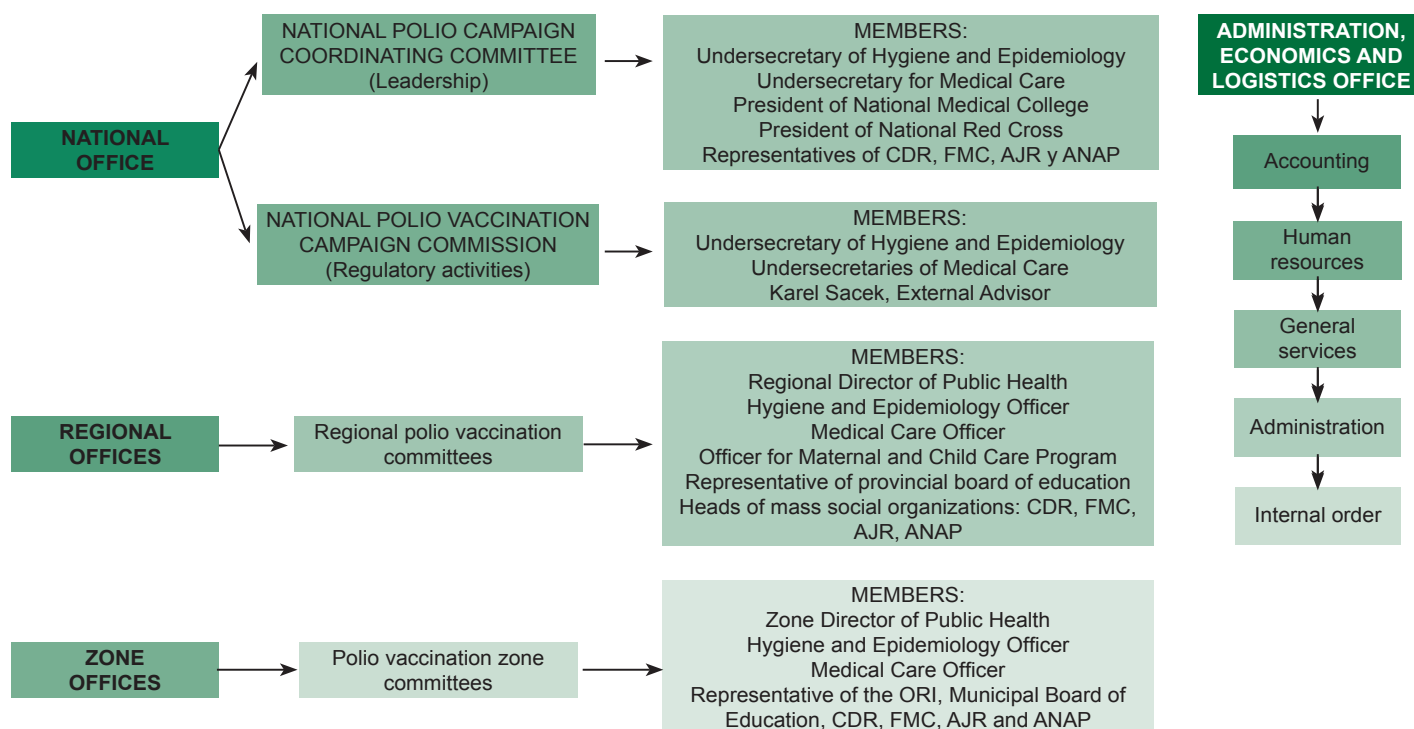 NATIONAL
OFFICE
NATIONAL POLIO CAMPAIGN
COORDINATING COMMITTEE
(Leadership)
MEMBERS:
Undersecretary of Hygiene and Epidemiology
Undersecretary for Medical Care
President of National Medical College
President of National Red Cross
Representatives of CDR, FMC, AJR y ANAP
NATIONAL POLIO VACCINATION
CAMPAIGN COMMISSION
(Regulatory activities)
MEMBERS:
Undersecretary of Hygiene and Epidemiology
Undersecretaries of Medical Care
Karel Sacek, External Advisor
REGIONAL
OFFICES
Regional polio vaccination
committees
MEMBERS:
Regional Director of Public Health
Hygiene and Epidemiology Officer
Medical Care Officer
Officer for Maternal and Child Care Program
Representative of provincial board of education
Heads of mass social organizations: CDR, FMC,
AJR, ANAP
ZONE
OFFICES
Polio vaccination zone
committees
MEMBERS:
Zone Director of Public Health
Hygiene and Epidemiology Officer
Medical Care Officer
Representative of the ORI, Municipal Board of
Education, CDR, FMC, AJR and ANAP
ADMINISTRATION,
ECONOMICS AND
LOGISTICS OFFICE
Accounting
Human
resources
General
services
Administration
Internal order